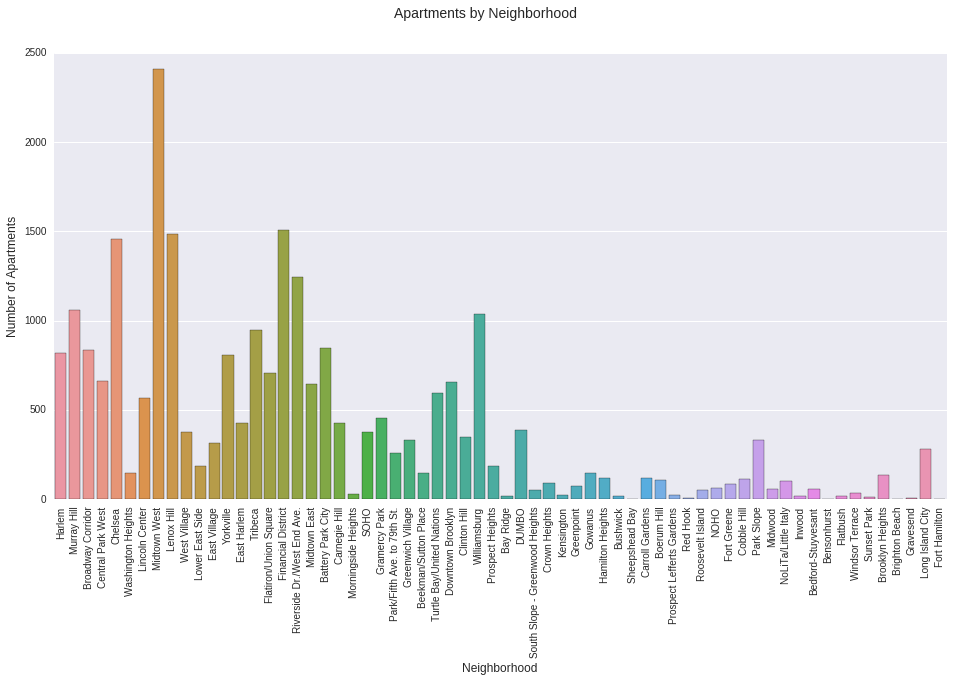 Apartments by Neighborhood
2500
2000
1500
1000
500
0
Number of Apartments
Harlem
Murray Hill
Broadway Corridor
Central Park West
Chelsea
Washington Heights
Lincoln Center
Midtown West
Lenox Hill
West Village
Lower East Side
East Village
Yorkville
East Harlem
Tribeca
Flatiron/Union Square
Financial District
Riverside Dr./West End Ave.
Midtown East
Battery Park City
Carnegie Hill
Morningside Heights
SOHO
Gramercy Park
Park/Fifth Ave. to 79th St.
Greenwich Village
Beekman/Sutton Place
Turtle Bay/United Nations
Downtown Brooklyn
Clinton Hill
Williamsburg
Prospect Heights
Bay Ridge
DUMBO
South Slope - Greenwood Heights
Crown Heights
Kensington
Greenpoint
Gowanus
Hamilton Heights
Bushwick
Sheepshead Bay
Carroll Gardens
Boerum Hill
Prospect Lefferts Gardens
Red Hook
Roosevelt Island
NOHO
Fort Greene
Cobble Hill
Park Slope
Midwood
NoLiTa/Little Italy
Inwood
Bedford-Stuyvesant
Bensonhurst
Flatbush
Windsor Terrace
Sunset Park
Brooklyn Heights
Brighton Beach
Gravesend
Long Island City
Fort Hamilton
Neighborhood